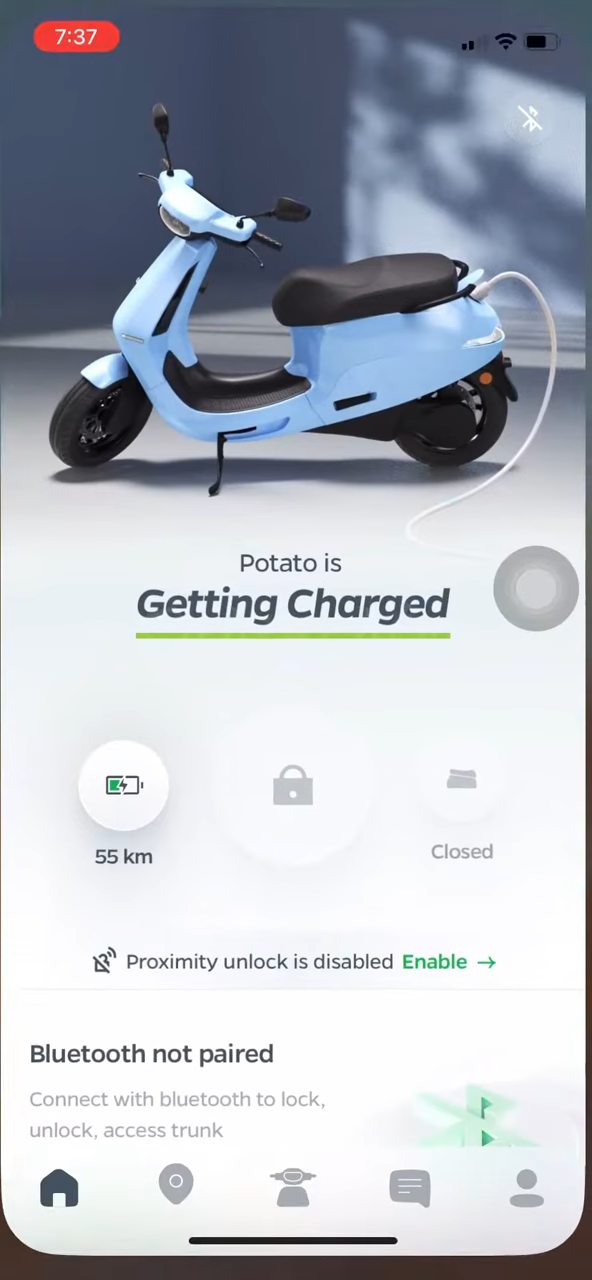 7:37
Potato is
Getting Charged
55 km
Closed
Proximity unlock is disabled Enable →
Bluetooth not paired
Connect with bluetooth to lock,
unlock, access trunk